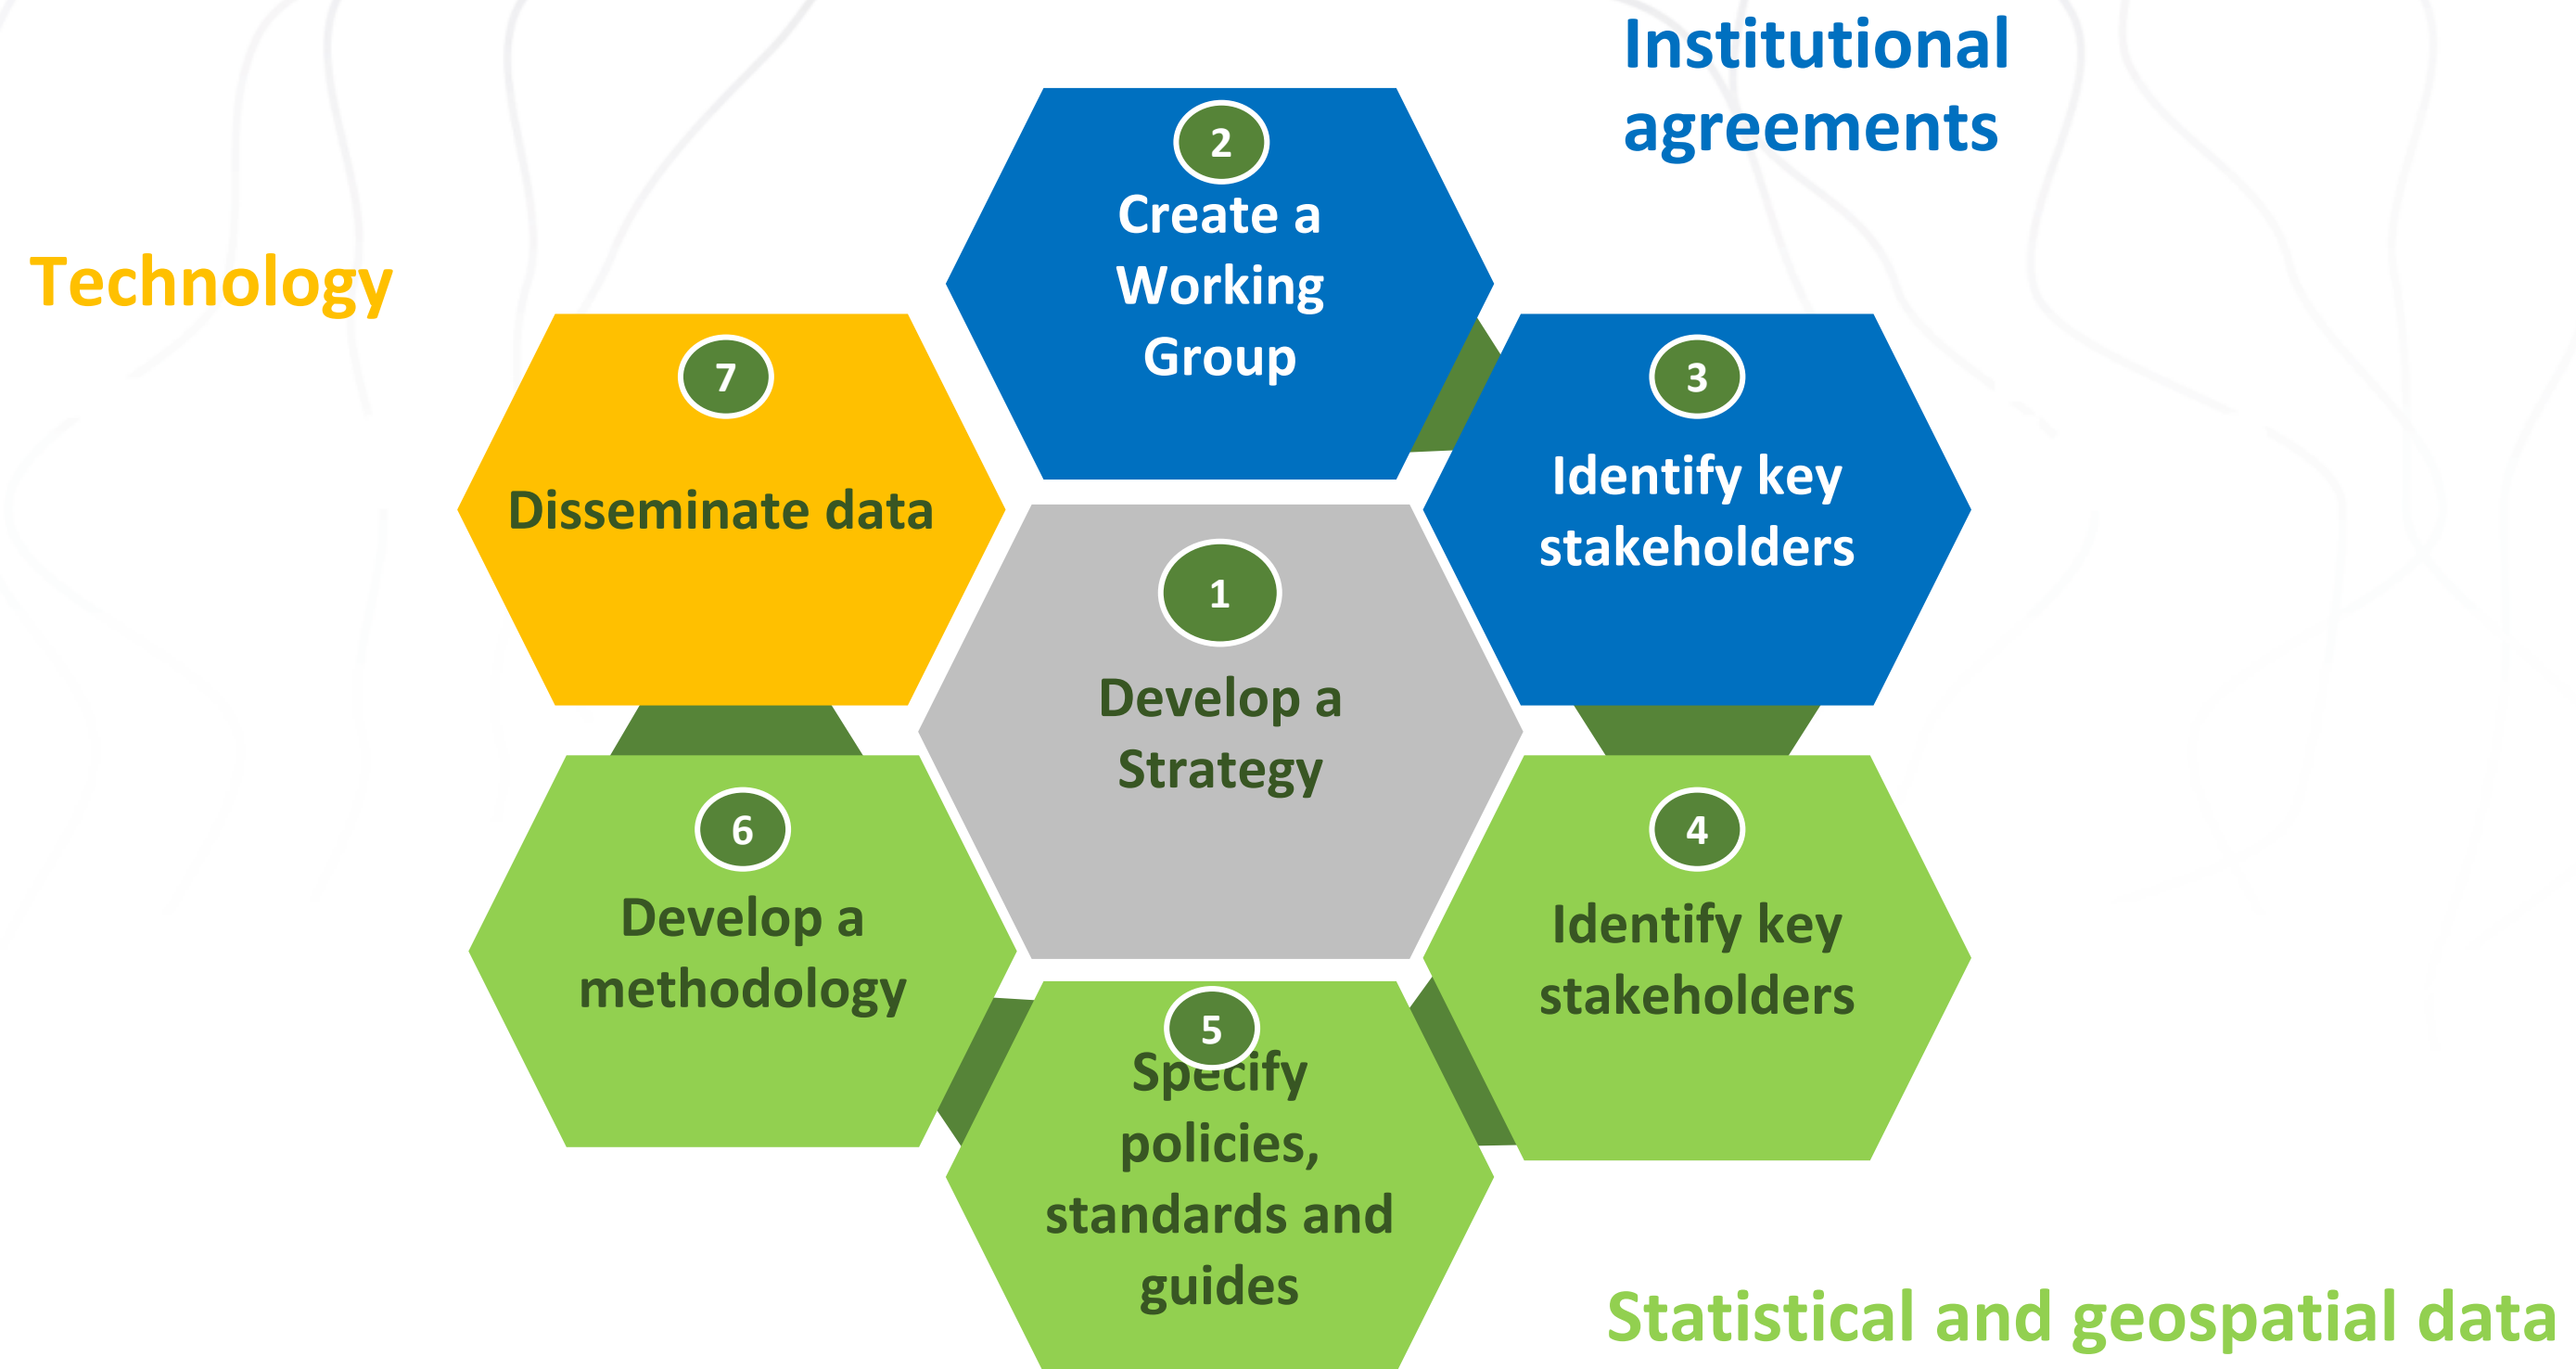 Institutional
agreements
Technology
2
Create a
Working
Group
3
Identify key
stakeholders
7
Disseminate data
1
Develop a
Strategy
4
Identify key
stakeholders
6
Develop a
methodology
5
Specify
policies,
standards and
guides
Statistical and geospatial data